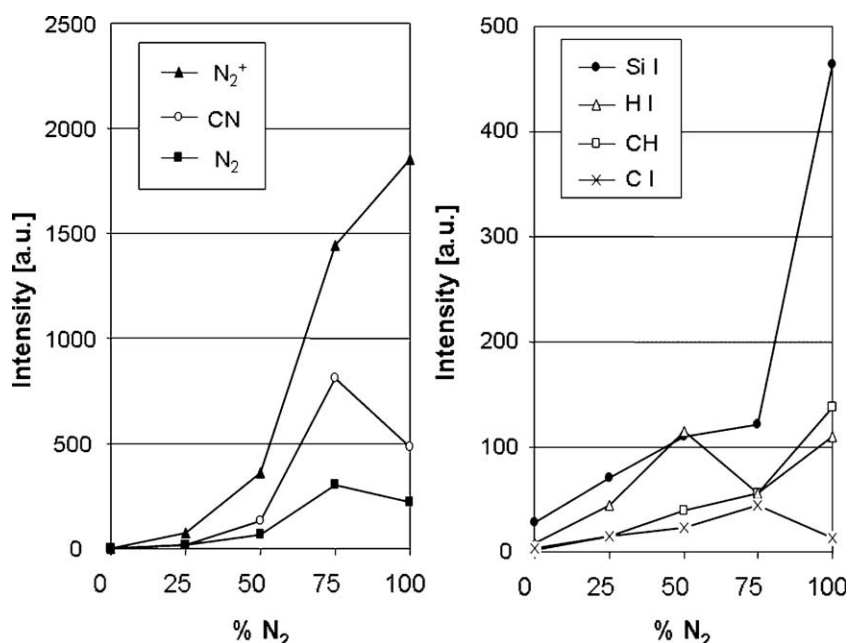 2500
2000
1500
1000
500
0
Intensity [a.u.]
N₂⁺
CN
N₂
0 25 50 75 100
% N₂
500
400
300
200
100
0
Intensity [a.u.]
Si I
H I
CH
C I
0 25 50 75 100
% N₂